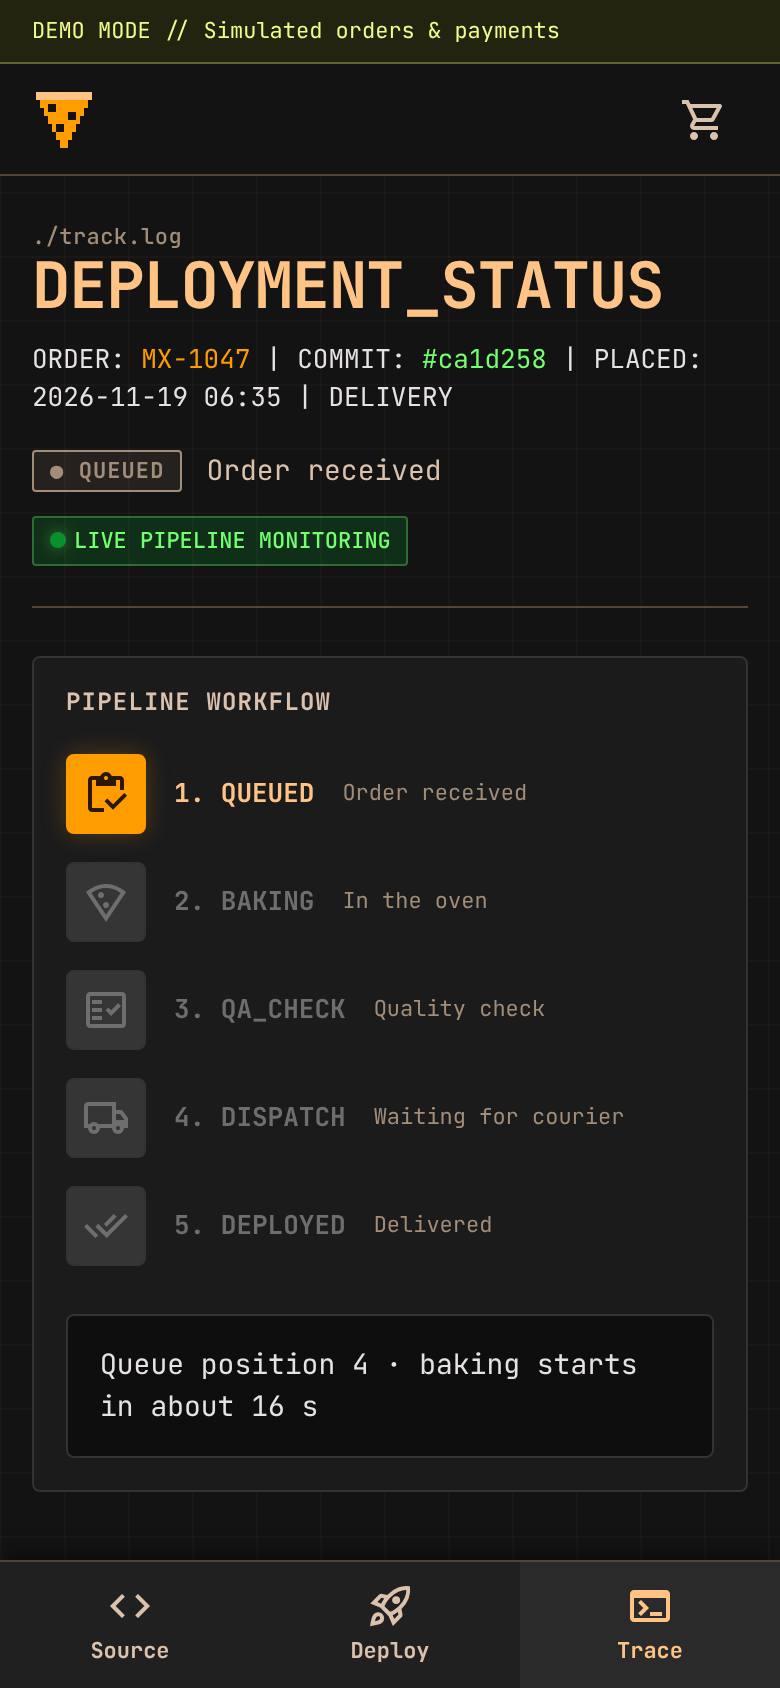 DEMO MODE // Simulated orders & payments
./track.log
DEPLOYMENT_STATUS
ORDER: MX-1047 | COMMIT: #ca1d258 | PLACED:
2026-11-19 06:35 | DELIVERY
QUEUED Order received
LIVE PIPELINE MONITORING
PIPELINE WORKFLOW
1. QUEUED Order received
2. BAKING In the oven
3. QA_CHECK Quality check
4. DISPATCH Waiting for courier
5. DEPLOYED Delivered
Queue position 4 · baking starts
in about 16 s
Source Deploy Trace